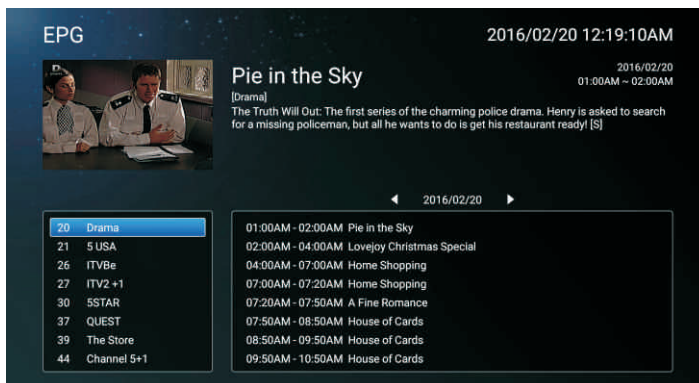 EPG
2016/02/20 12:19:10AM
Pie in the Sky
2016/02/20
01:00AM ~ 02:00AM
[Drama]
The Truth Will Out: The first series of the charming police drama. Henry is asked to search
for a missing policeman, but all he wants to do is get his restaurant ready! [S]
2016/02/20
20 Drama
21 5 USA
26 ITVBe
27 ITV2 +1
30 5STAR
37 QUEST
39 The Store
44 Channel 5+1
01:00AM - 02:00AM Pie in the Sky
02:00AM - 04:00AM Lovejoy Christmas Special
04:00AM - 07:00AM Home Shopping
07:00AM - 07:20AM Home Shopping
07:20AM - 07:50AM A Fine Romance
07:50AM - 08:50AM House of Cards
08:50AM - 09:50AM House of Cards
09:50AM - 10:50AM House of Cards